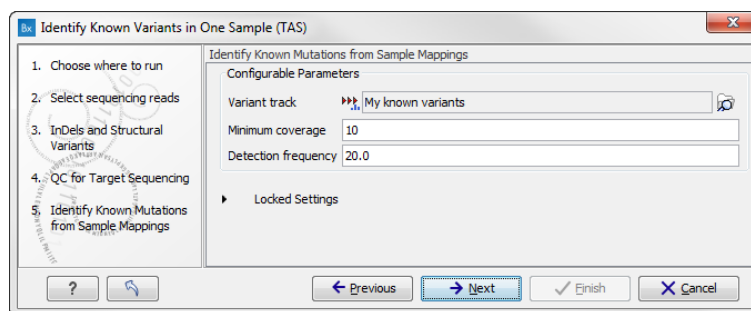 Bx Identify Known Variants in One Sample (TAS)
1. Choose where to run
2. Select sequencing reads
3. InDels and Structural
Variants
4. QC for Target Sequencing
5. Identify Known Mutations
from Sample Mappings
Identify Known Mutations from Sample Mappings
Configurable Parameters
Variant track My known variants
Minimum coverage 10
Detection frequency 20.0
Locked Settings
? Previous Next Finish Cancel